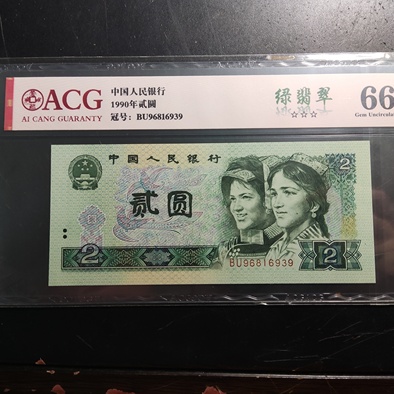 ACG
AI CANG GUARANTY
中国人民银行
1990年贰圆
冠号: BU96816939
绿翡翠
☆☆☆
66
Gem Uncircula
中国人民银行
2
贰圆
2
2
BU96816939